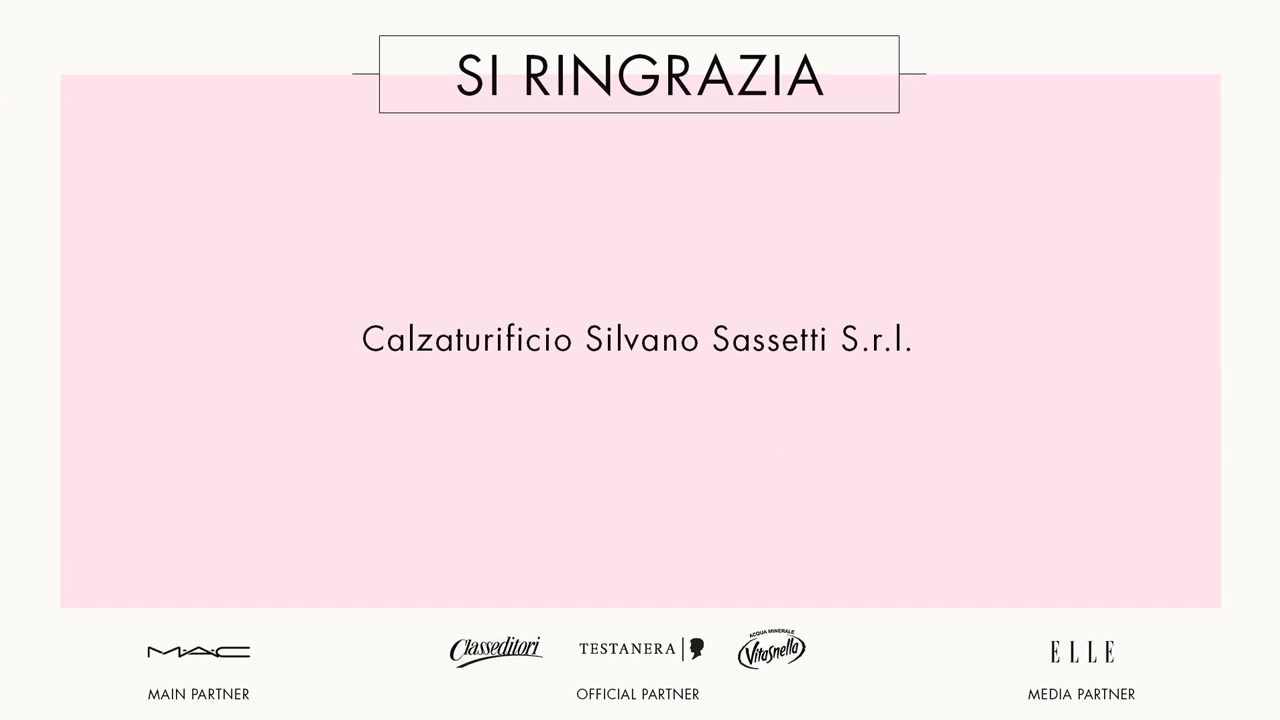 SI RINGRAZIA
Calzaturificio Silvano Sassetti S.r.l.
M·A·C
Classeditori
TESTANERA
ACQUA MINERALE
Vitasnella
ELLE
MAIN PARTNER
OFFICIAL PARTNER
MEDIA PARTNER